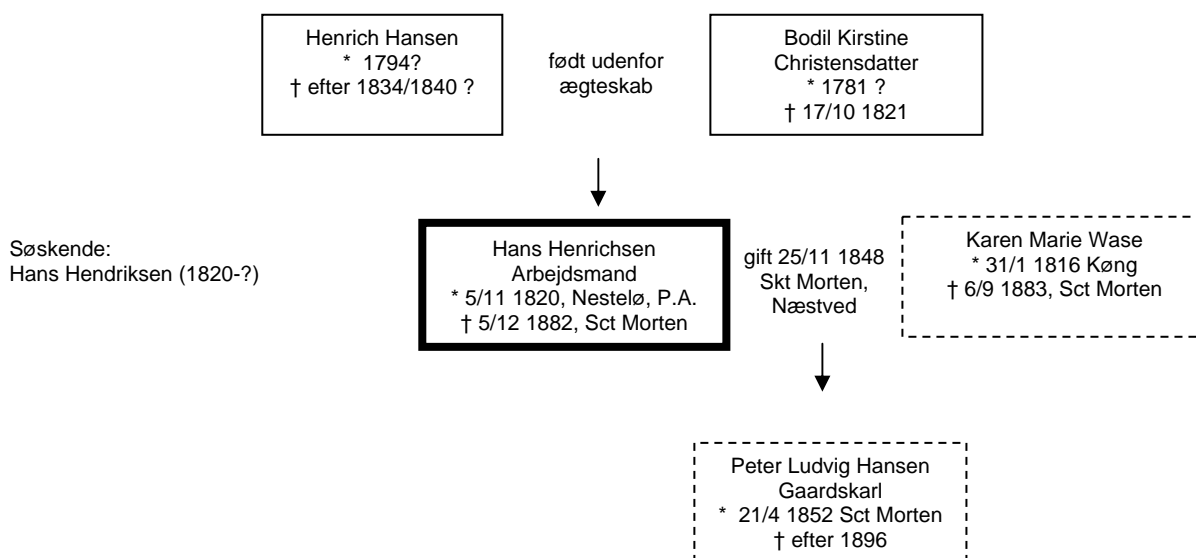 Henrich Hansen
* 1794?
† efter 1834/1840 ?
født udenfor
ægteskab
Bodil Kirstine
Christensdatter
* 1781 ?
† 17/10 1821
Søskende:
Hans Hendriksen (1820-?)
Hans Henrichsen
Arbejdsmand
* 5/11 1820, Nestelø, P.A.
† 5/12 1882, Sct Morten
gift 25/11 1848
Skt Morten,
Næstved
Karen Marie Wase
* 31/1 1816 Køng
† 6/9 1883, Sct Morten
Peter Ludvig Hansen
Gaardskarl
* 21/4 1852 Sct Morten
† efter 1896